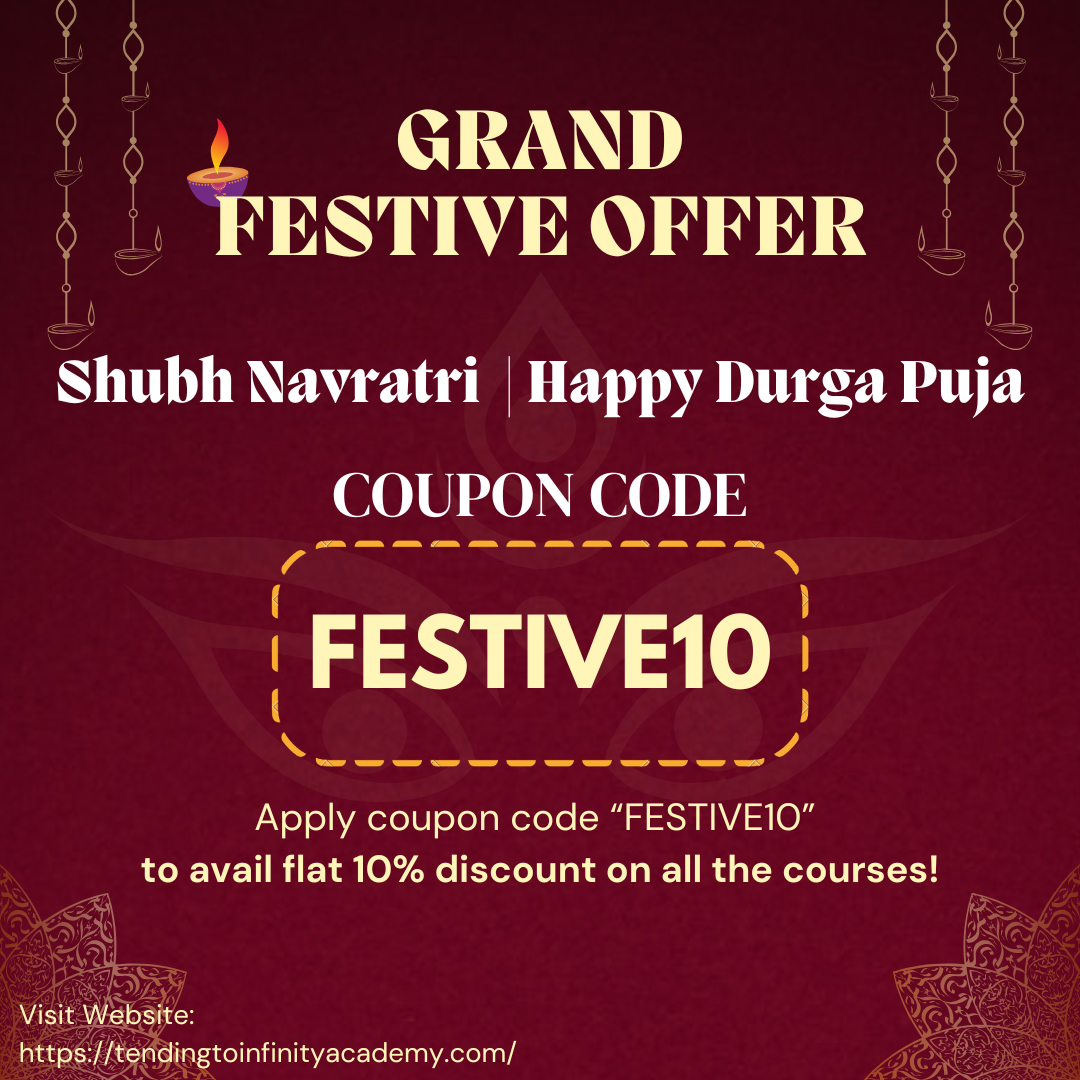 GRAND
FESTIVE OFFER
Shubh Navratri | Happy Durga Puja
COUPON CODE
FESTIVE10
Apply coupon code “FESTIVE10”
to avail flat 10% discount on all the courses!
Visit Website:
https://tendingtoinfinityacademy.com/